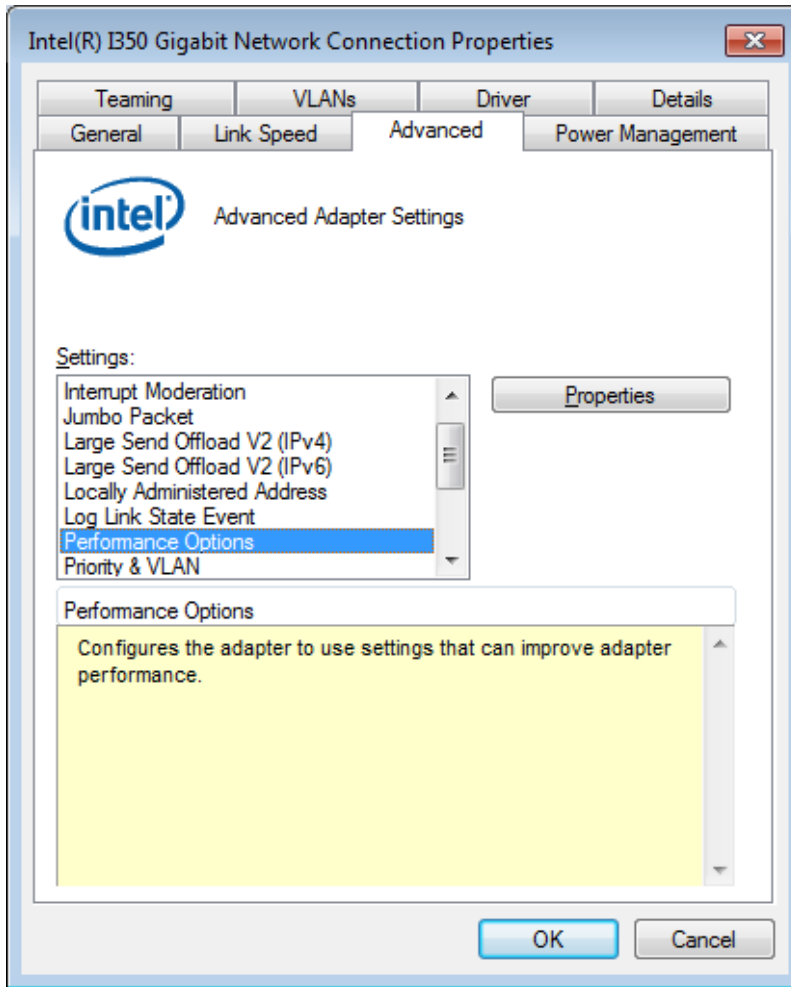 Intel(R) I350 Gigabit Network Connection Properties
Teaming VLANs Driver Details
General Link Speed Advanced Power Management
intel Advanced Adapter Settings
Settings:
Interrupt Moderation
Jumbo Packet
Large Send Offload V2 (IPv4)
Large Send Offload V2 (IPv6)
Locally Administered Address
Log Link State Event
Performance Options
Priority & VLAN
Properties
Performance Options
Configures the adapter to use settings that can improve adapter
performance.
OK Cancel